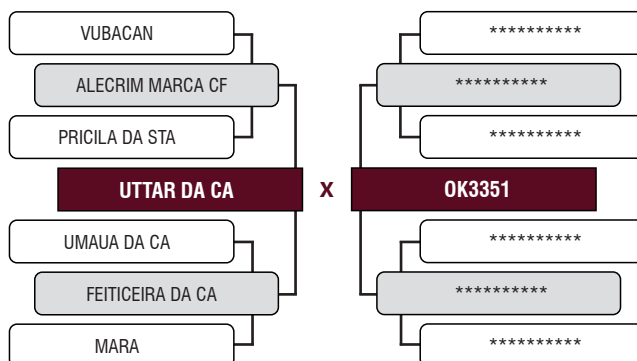 VUBACAN
**********
ALECRIM MARCA CF
**********
PRICILA DA STA
**********
UTTAR DA CA
X
OK3351
UMAUA DA CA
**********
FEITICEIRA DA CA
**********
MARA
**********